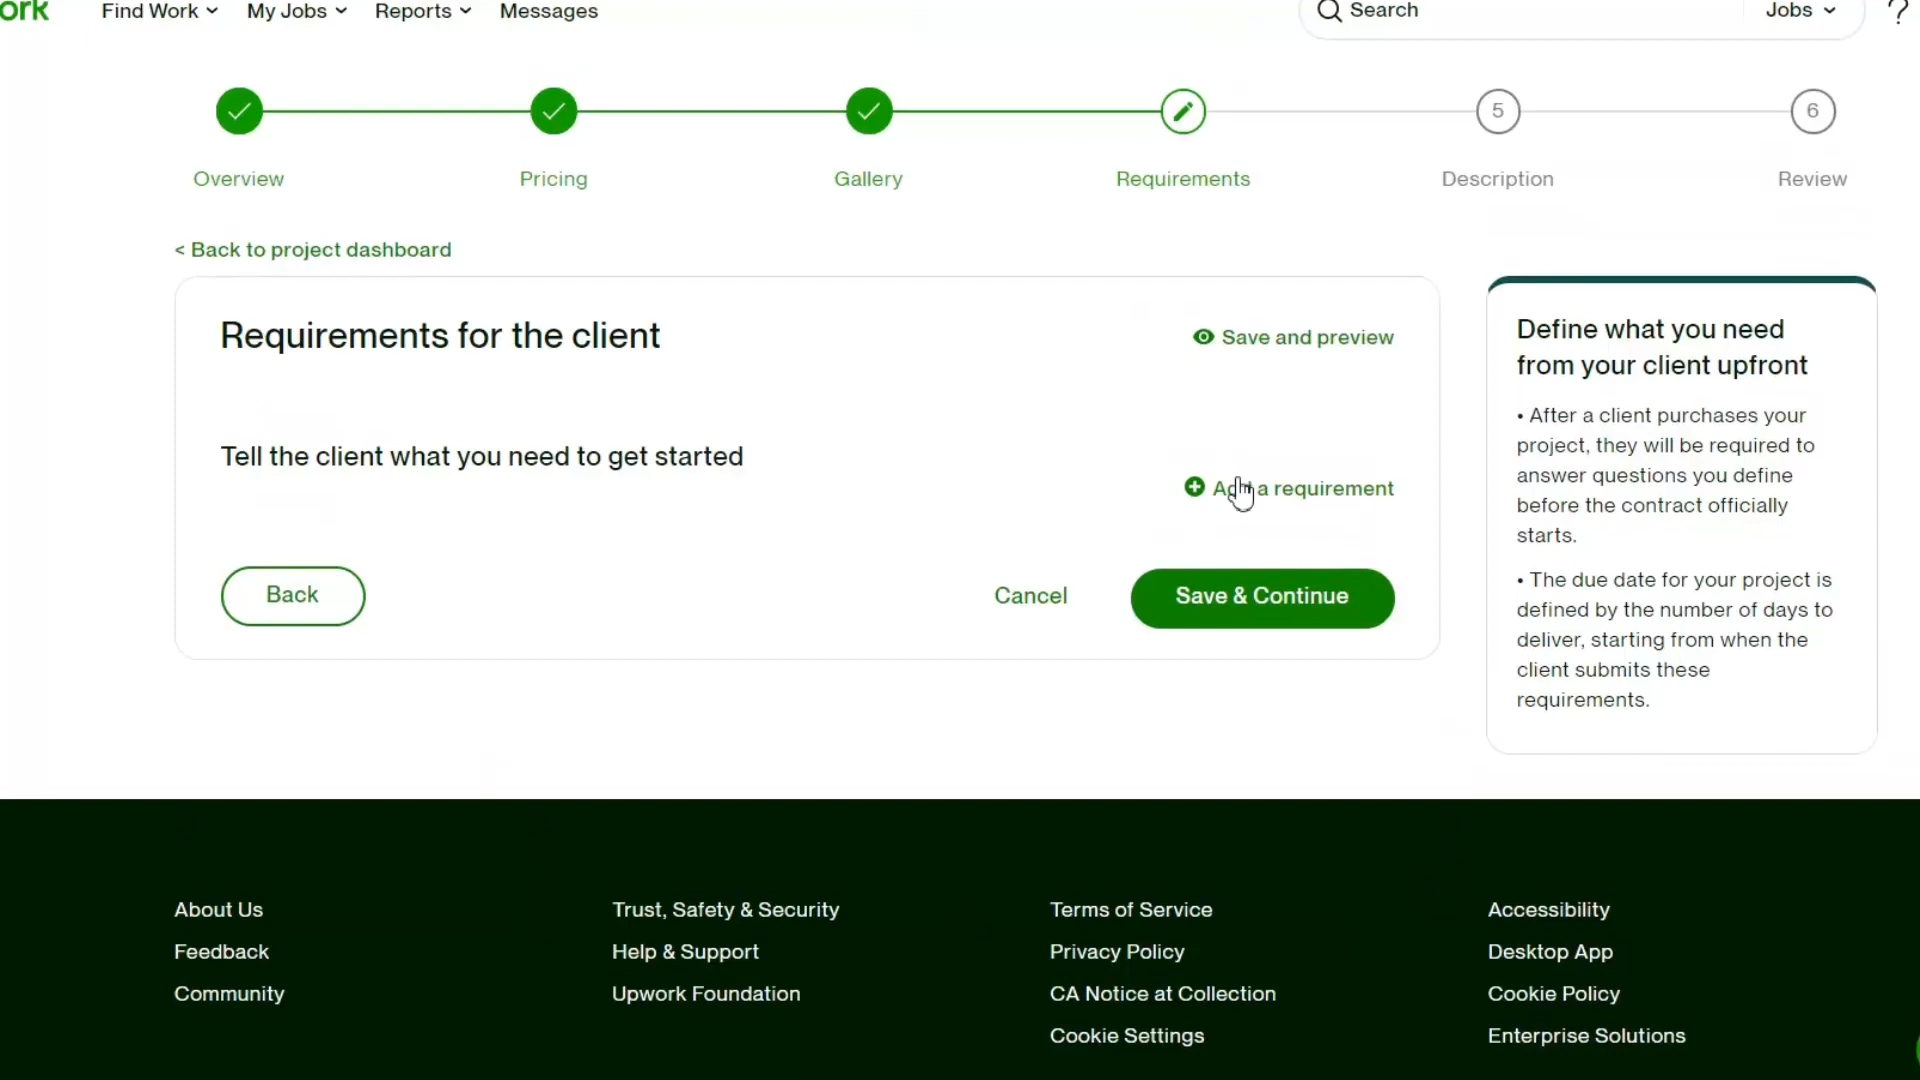 ork
Find Work
My Jobs
Reports
Messages
Search
Jobs
?
5
6
Overview
Pricing
Gallery
Requirements
Description
Review
< Back to project dashboard
Requirements for the client
Save and preview
Tell the client what you need to get started
Add a requirement
Back
Cancel
Save & Continue
Define what you need
from your client upfront
• After a client purchases your
project, they will be required to
answer questions you define
before the contract officially
starts.
• The due date for your project is
defined by the number of days to
deliver, starting from when the
client submits these
requirements.
About Us
Feedback
Community
Trust, Safety & Security
Help & Support
Upwork Foundation
Terms of Service
Privacy Policy
CA Notice at Collection
Cookie Settings
Accessibility
Desktop App
Cookie Policy
Enterprise Solutions